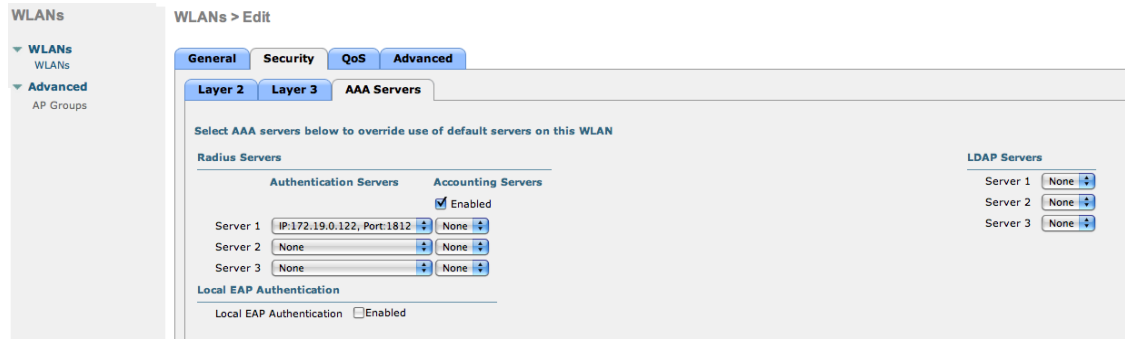 WLANs
WLANs
WLANs
Advanced
AP Groups
WLANs > Edit
General Security QoS Advanced
Layer 2 Layer 3 AAA Servers
Select AAA servers below to override use of default servers on this WLAN
Radius Servers
Authentication Servers Accounting Servers
Enabled
Server 1 IP:172.19.0.122, Port:1812 None
Server 2 None None
Server 3 None None
Local EAP Authentication
Local EAP Authentication Enabled
LDAP Servers
Server 1 None
Server 2 None
Server 3 None